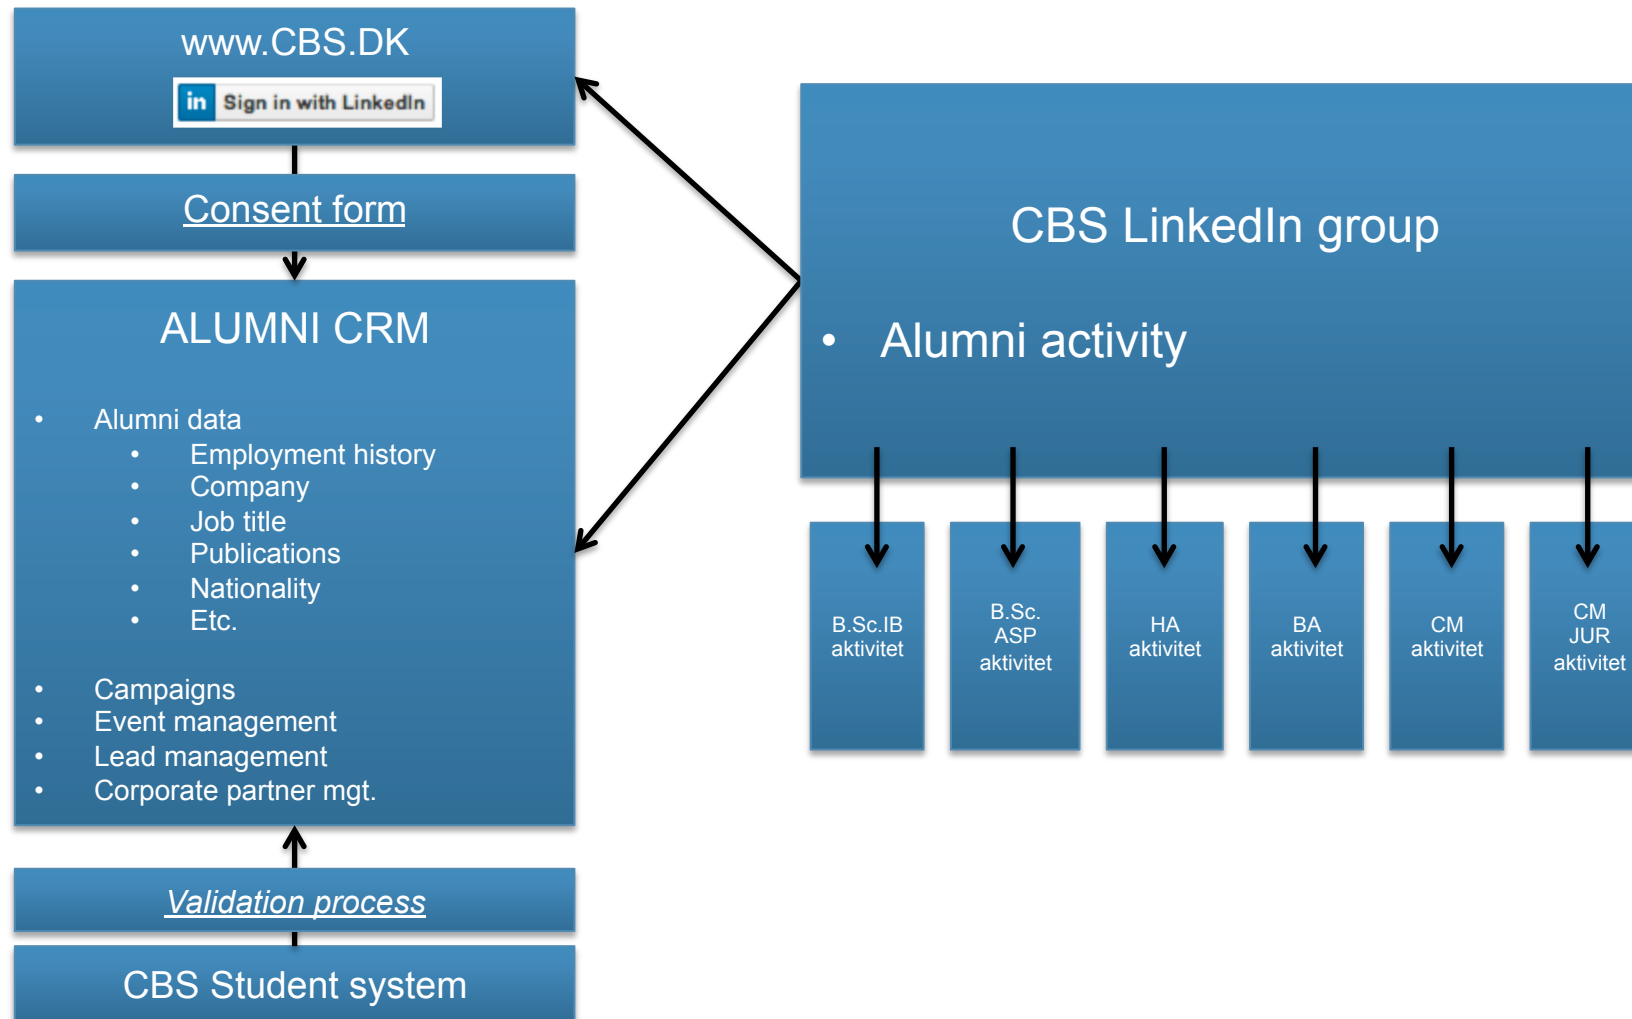 www.CBS.DK
in Sign in with LinkedIn
Consent form
ALUMNI CRM
• Alumni data
• Employment history
• Company
• Job title
• Publications
• Nationality
• Etc.
• Campaigns
• Event management
• Lead management
• Corporate partner mgt.
Validation process
CBS Student system
CBS LinkedIn group
• Alumni activity
B.Sc.IB
aktivitet
B.Sc.
ASP
aktivitet
HA
aktivitet
BA
aktivitet
CM
aktivitet
CM
JUR
aktivitet